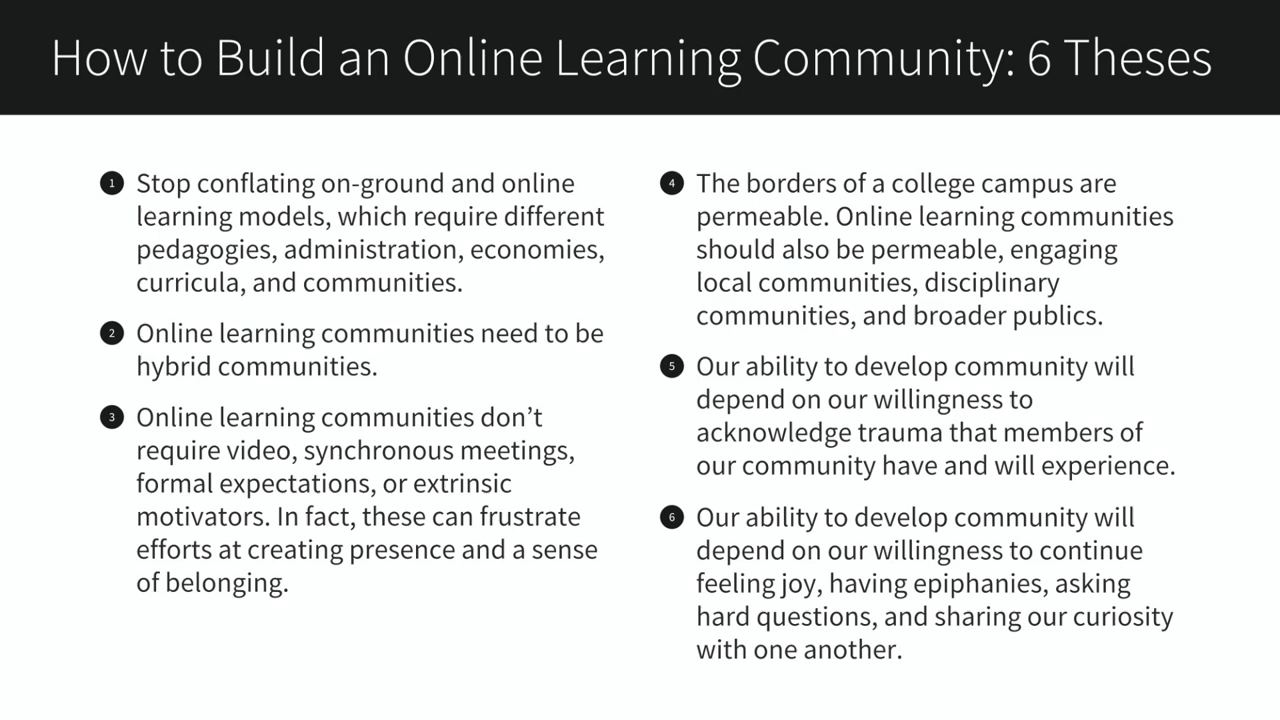 How to Build an Online Learning Community: 6 Theses
1 Stop conflating on-ground and online
learning models, which require different
pedagogies, administration, economies,
curricula, and communities.
2 Online learning communities need to be
hybrid communities.
3 Online learning communities don’t
require video, synchronous meetings,
formal expectations, or extrinsic
motivators. In fact, these can frustrate
efforts at creating presence and a sense
of belonging.
4 The borders of a college campus are
permeable. Online learning communities
should also be permeable, engaging
local communities, disciplinary
communities, and broader publics.
5 Our ability to develop community will
depend on our willingness to
acknowledge trauma that members of
our community have and will experience.
6 Our ability to develop community will
depend on our willingness to continue
feeling joy, having epiphanies, asking
hard questions, and sharing our curiosity
with one another.